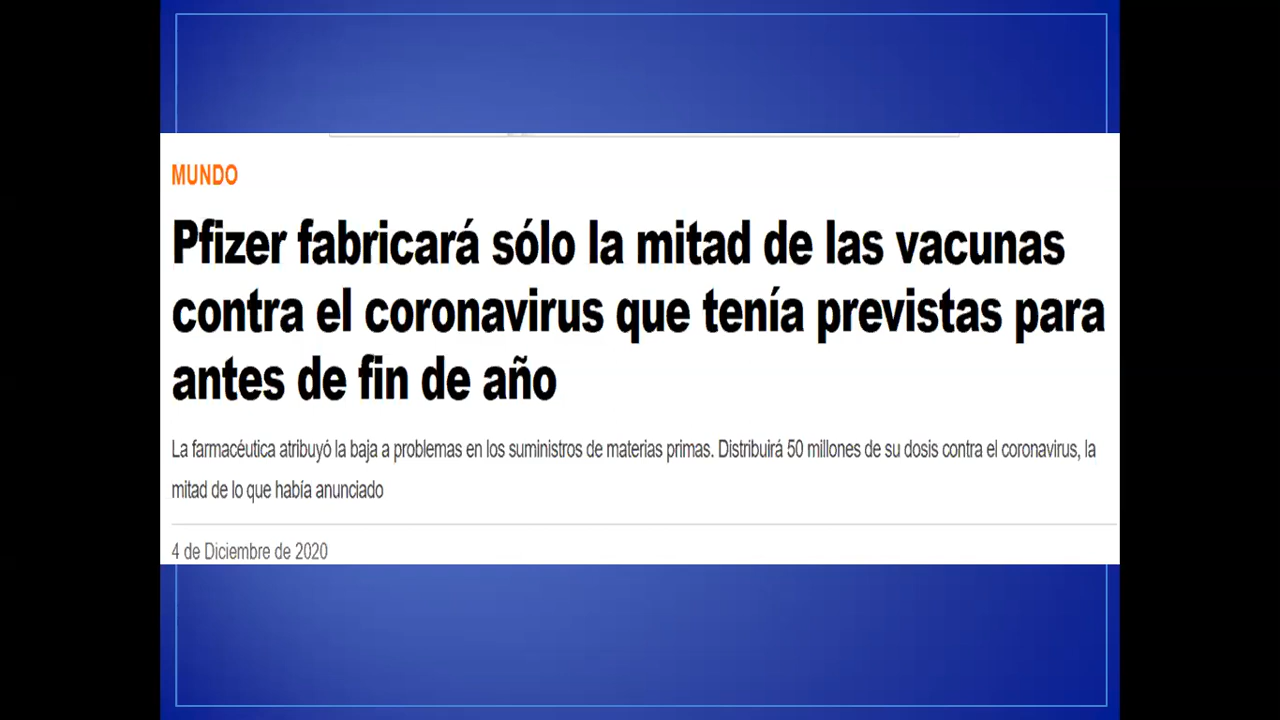 MUNDO
Pfizer fabricará sólo la mitad de las vacunas
contra el coronavirus que tenía previstas para
antes de fin de año
La farmacéutica atribuyó la baja a problemas en los suministros de materias primas. Distribuirá 50 millones de su dosis contra el coronavirus, la
mitad de lo que había anunciado
4 de Diciembre de 2020